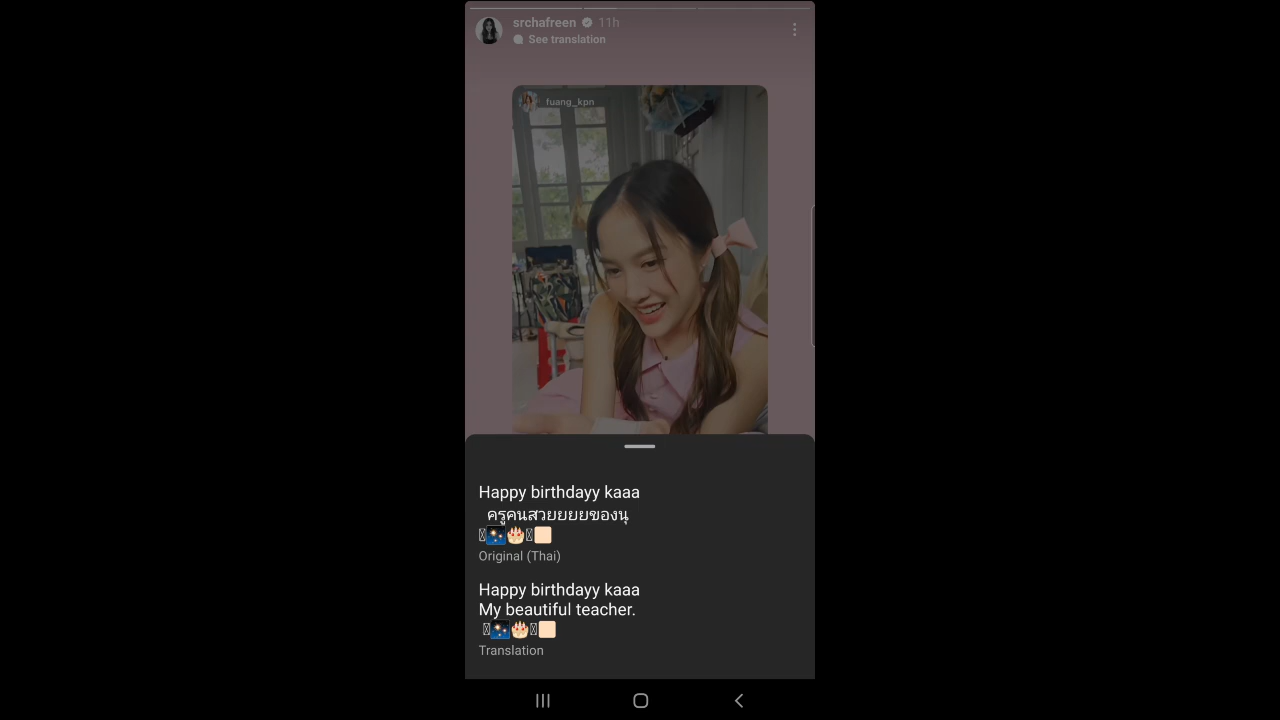 srchafreen 11h
See translation
fuang_kpn
Happy birthdayy kaaa
ครูคนสวยยยยของนุ
Original (Thai)
Happy birthdayy kaaa
My beautiful teacher.
Translation